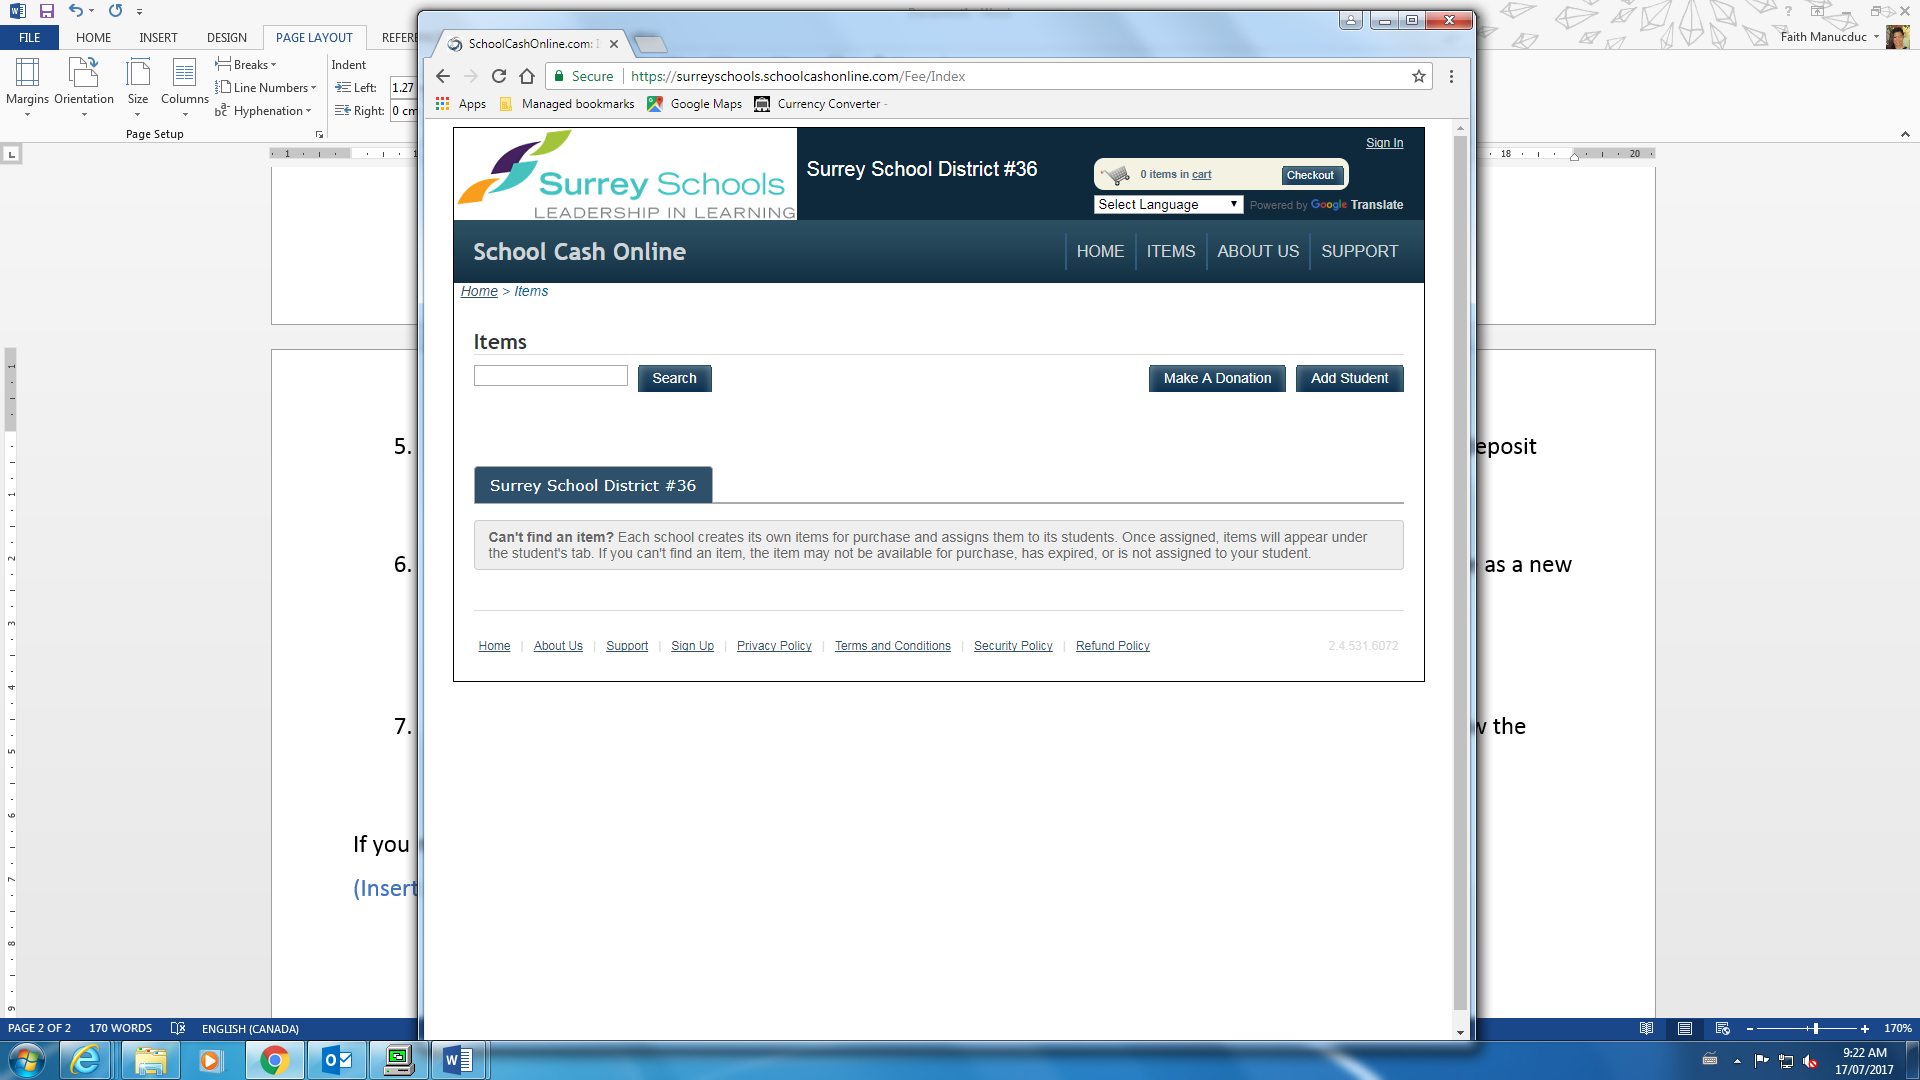 FILE HOME INSERT DESIGN PAGE LAYOUT REFERE
Faith Manucduc
Margins Orientation Size Columns
Breaks
Line Numbers
Hyphenation
Indent
Left: 1.27
Right: 0 cm
Page Setup
SchoolCashOnline.com:
Secure https://surreyschools.schoolcashonline.com/Fee/Index
Apps Managed bookmarks Google Maps Currency Converter -
Surrey Schools
LEADERSHIP IN LEARNING
Surrey School District #36
Sign In
0 items in cart Checkout
Select Language Powered by Google Translate
School Cash Online
HOME ITEMS ABOUT US SUPPORT
Home > Items
Items
Search Make A Donation Add Student
Surrey School District #36
Can't find an item? Each school creates its own items for purchase and assigns them to its students. Once assigned, items will appear under
the student's tab. If you can't find an item, the item may not be available for purchase, has expired, or is not assigned to your student.
Home | About Us | Support | Sign Up | Privacy Policy | Terms and Conditions | Security Policy | Refund Policy 2.4.531.6072
5. eposit
6. as a new
7. the
If you
(Insert
PAGE 2 OF 2 170 WORDS ENGLISH (CANADA) 170%
9:22 AM
17/07/2017